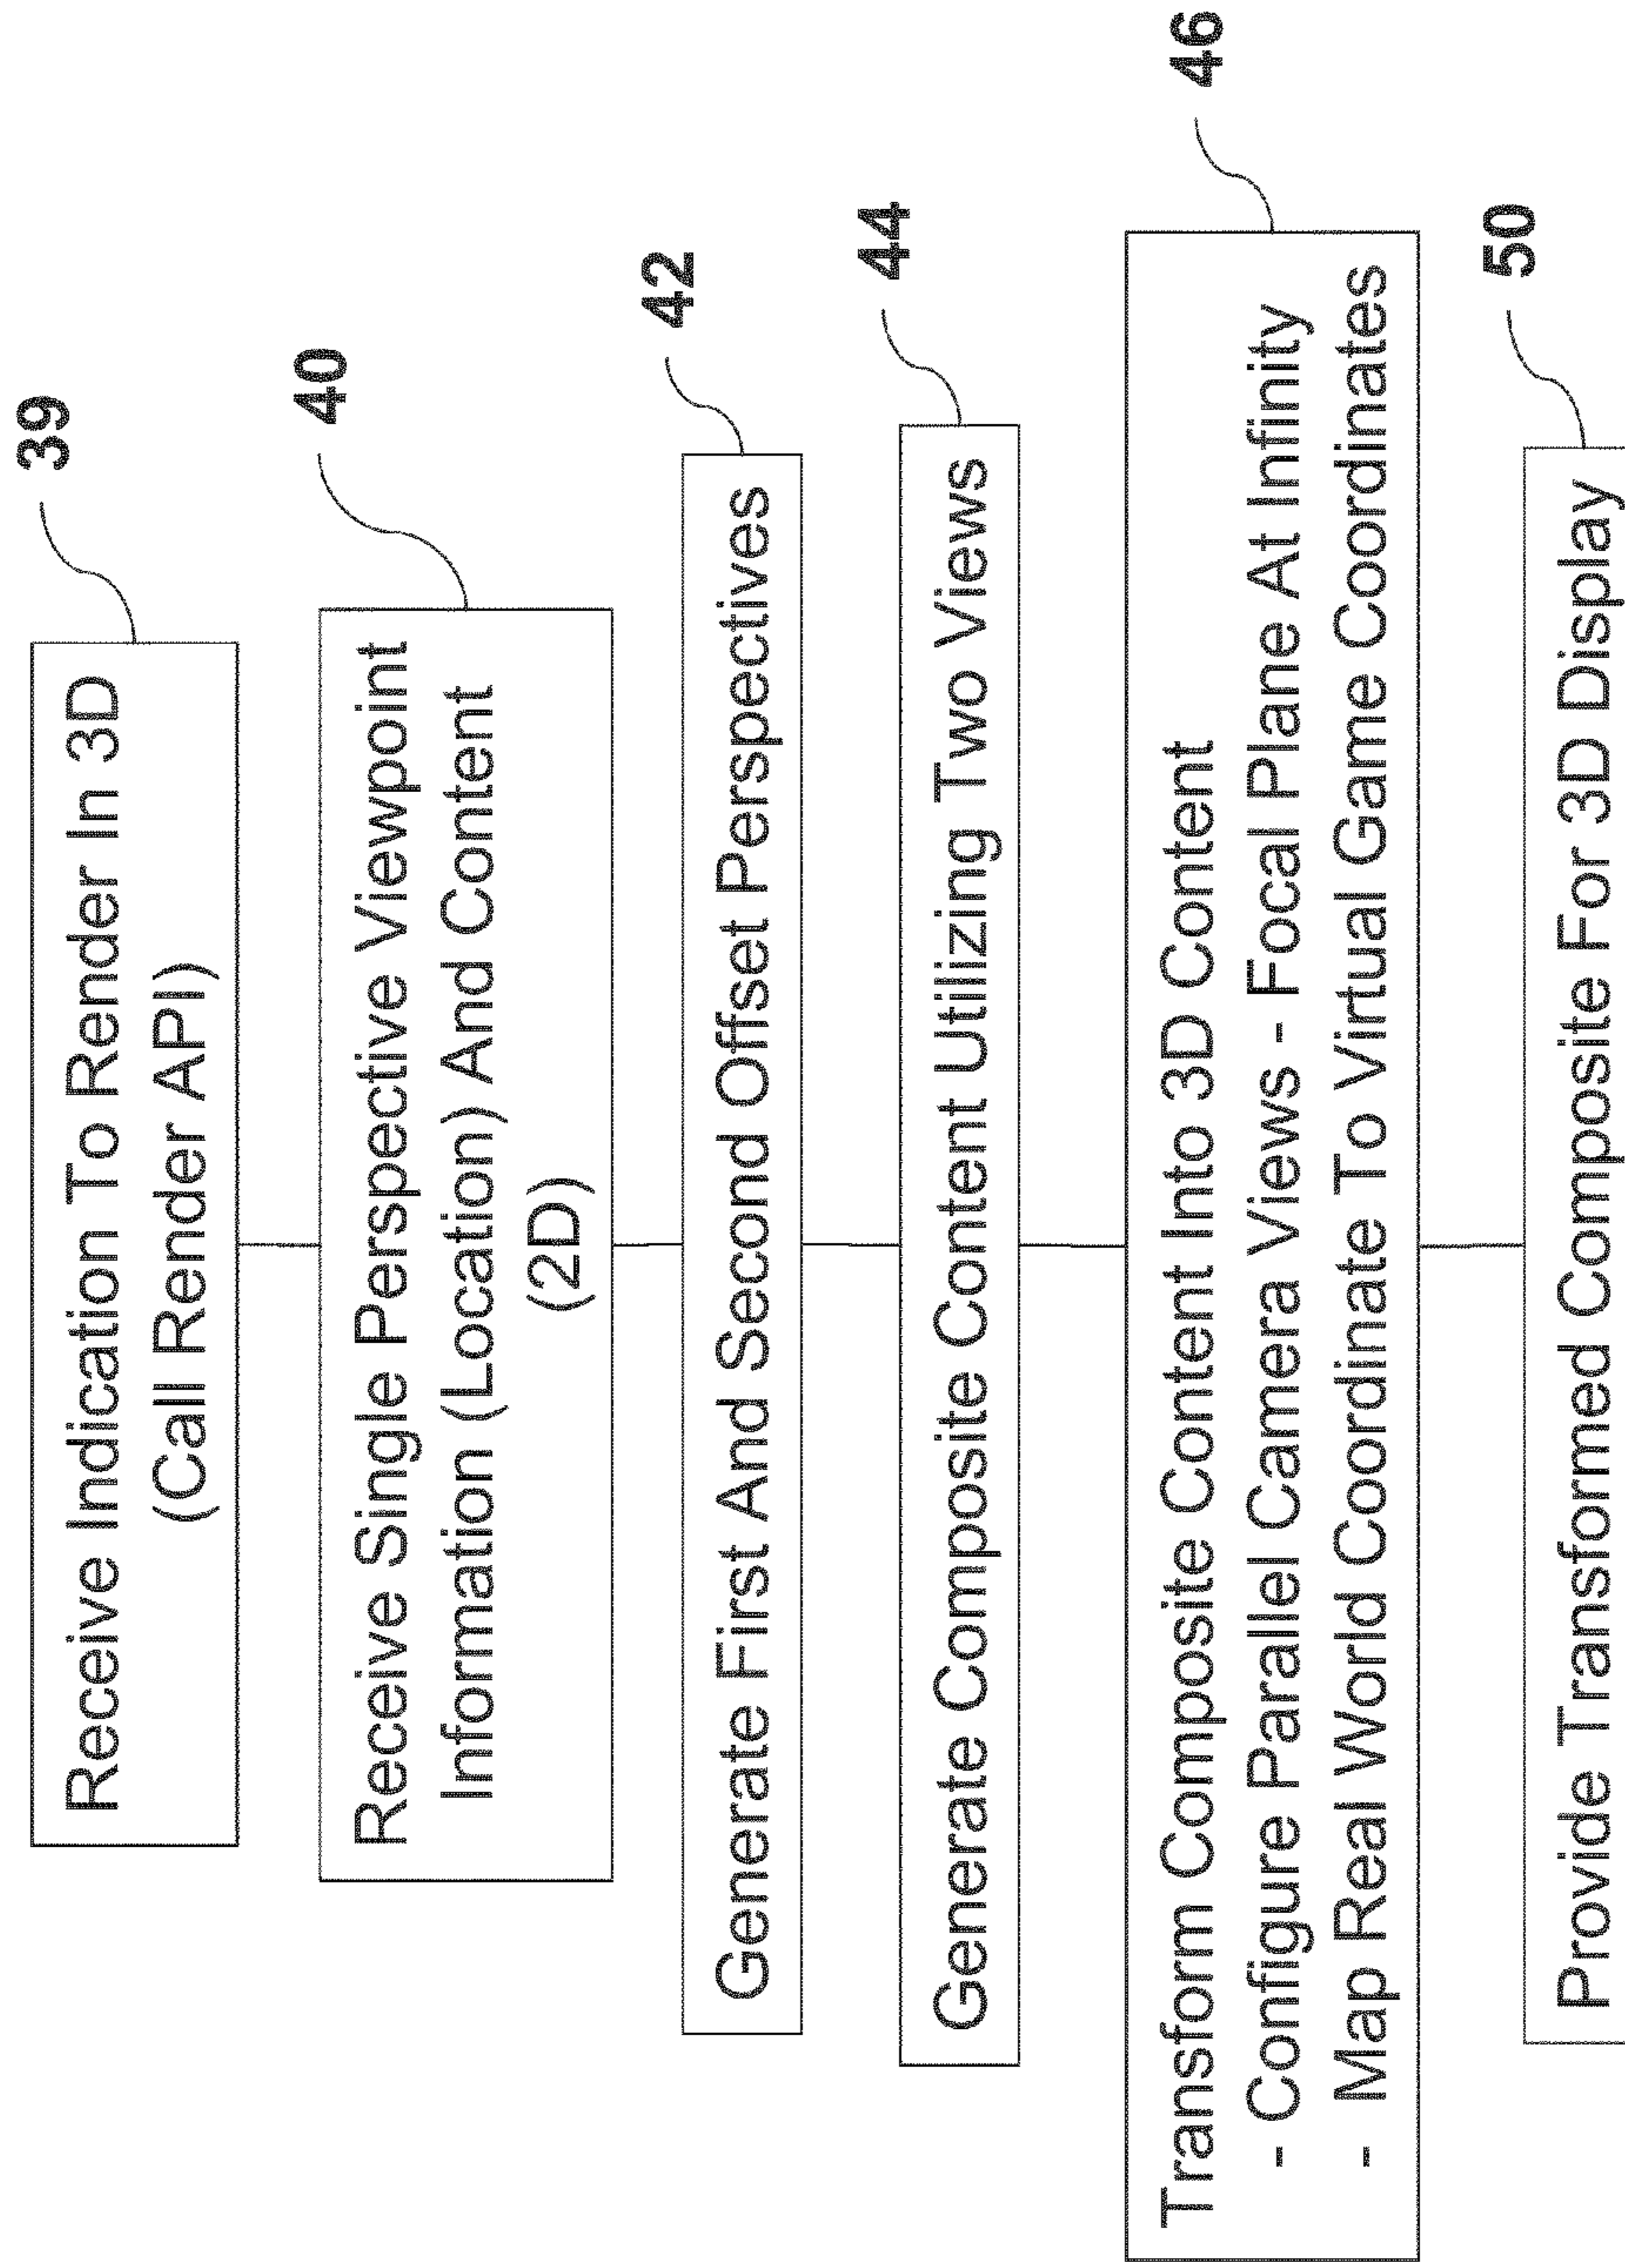 39
Receive Indication To Render In 3D
(Call Render API)
40
Receive Single Perspective Viewpoint
Information (Location) And Content
(2D)
42
Generate First And Second Offset Perspectives
44
Generate Composite Content Utilizing Two Views
46
Transform Composite Content Into 3D Content
- Configure Parallel Camera Views - Focal Plane At Infinity
- Map Real World Coordinate To Virtual Game Coordinates
50
Provide Transformed Composite For 3D Display